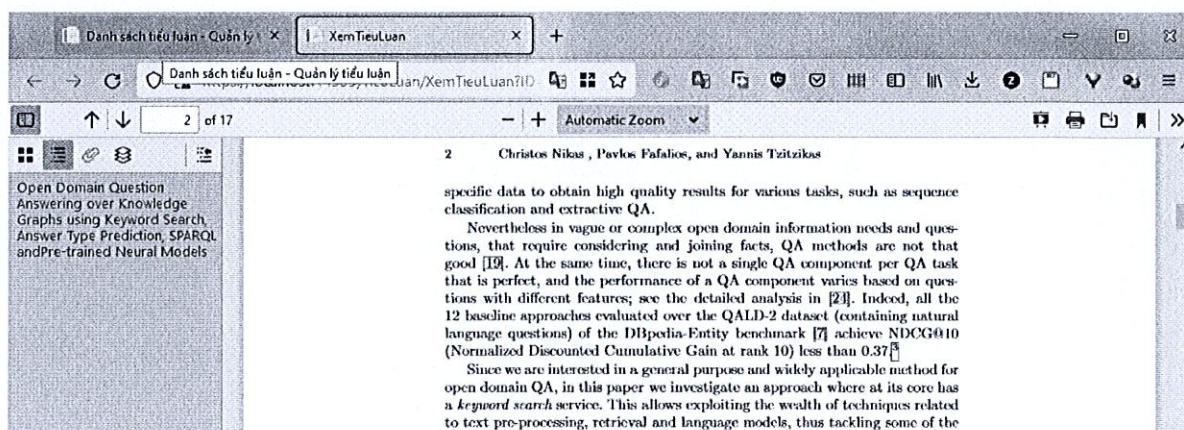 Danh sách tiểu luận - Quản lý
XemTieuLuan
Danh sách tiểu luận - Quản lý tiểu luận
uan/XemTieuLuan?ID
2 of 17
Automatic Zoom
Open Domain Question
Answering over Knowledge
Graphs using Keyword Search,
Answer Type Prediction, SPARQL
andPre-trained Neural Models
2 Christos Nikas , Pavlos Fafalios, and Yannis Tzitzikas
specific data to obtain high quality results for various tasks, such as sequence
classification and extractive QA.
Nevertheless in vague or complex open domain information needs and ques-
tions, that require considering and joining facts, QA methods are not that
good [19]. At the same time, there is not a single QA component per QA task
that is perfect, and the performance of a QA component varies based on ques-
tions with different features; see the detailed analysis in [24]. Indeed, all the
12 baseline approaches evaluated over the QALD-2 dataset (containing natural
language questions) of the DBpedia-Entity benchmark [7] achieve NDCG@10
(Normalized Discounted Cumulative Gain at rank 10) less than 0.37.3
Since we are interested in a general purpose and widely applicable method for
open domain QA, in this paper we investigate an approach where at its core has
a keyword search service. This allows exploiting the wealth of techniques related
to text pre-processing, retrieval and language models, thus tackling some of the